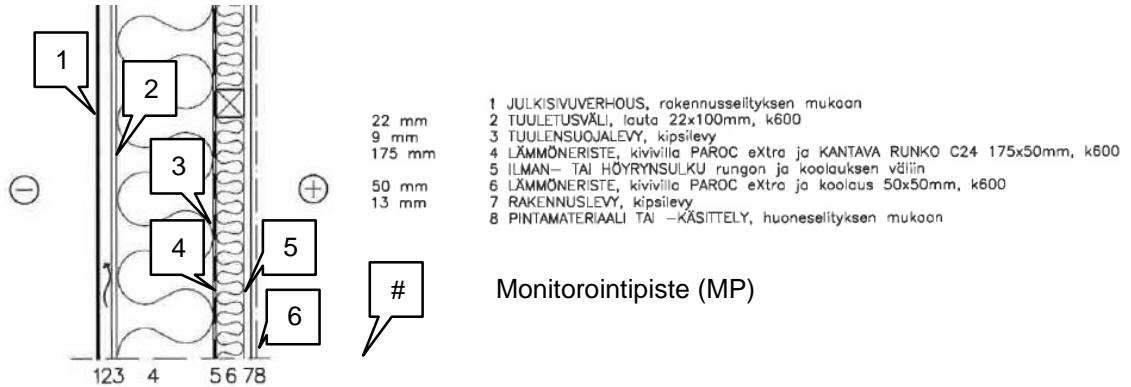 1
2
3
4
5
6
123 4 56 78
22 mm
9 mm
175 mm
50 mm
13 mm
1 JULKISIVUVERHOUS, rakennusselityksen mukaan
2 TUULETUSVÄLI, lauta 22x100mm, k600
3 TUULENSUOJALEVY, kipsilevy
4 LÄMMÖNERISTE, kivivilla PAROC eXtra ja KANTAVA RUNKO C24 175x50mm, k600
5 ILMAN- TAI HÖYRYNSULKU rungon ja koolauksen väliin
6 LÄMMÖNERISTE, kivivilla PAROC eXtra ja koolaus 50x50mm, k600
7 RAKENNUSLEVY, kipsilevy
8 PINTAMATERIAALI TAI -KÄSITTELY, huoneselityksen mukaan
# Monitorointipiste (MP)